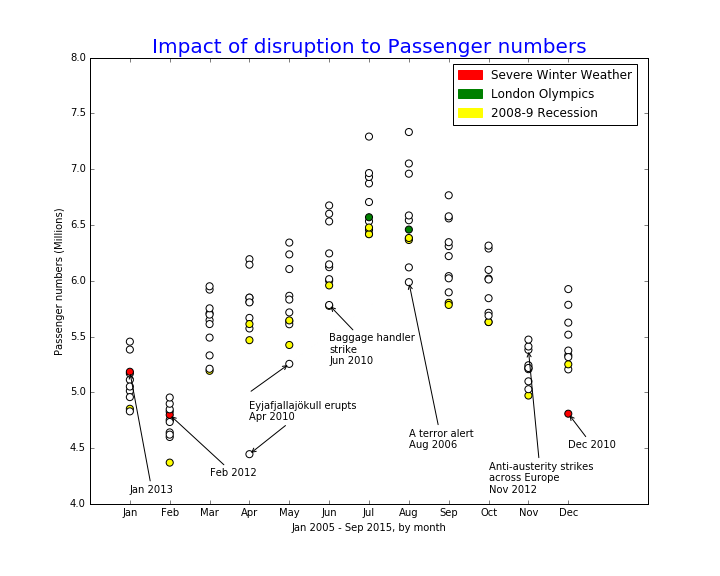 Impact of disruption to Passenger numbers
Severe Winter Weather
London Olympics
2008-9 Recession
8.0
7.5
7.0
6.5
6.0
5.5
5.0
4.5
4.0
Passenger numbers (Millions)
Baggage handler
strike
Jun 2010
Eyjafjallajökull erupts
Apr 2010
A terror alert
Aug 2006
Dec 2010
Anti-austerity strikes
across Europe
Nov 2012
Feb 2012
Jan 2013
Jan Feb Mar Apr May Jun Jul Aug Sep Oct Nov Dec
Jan 2005 - Sep 2015, by month